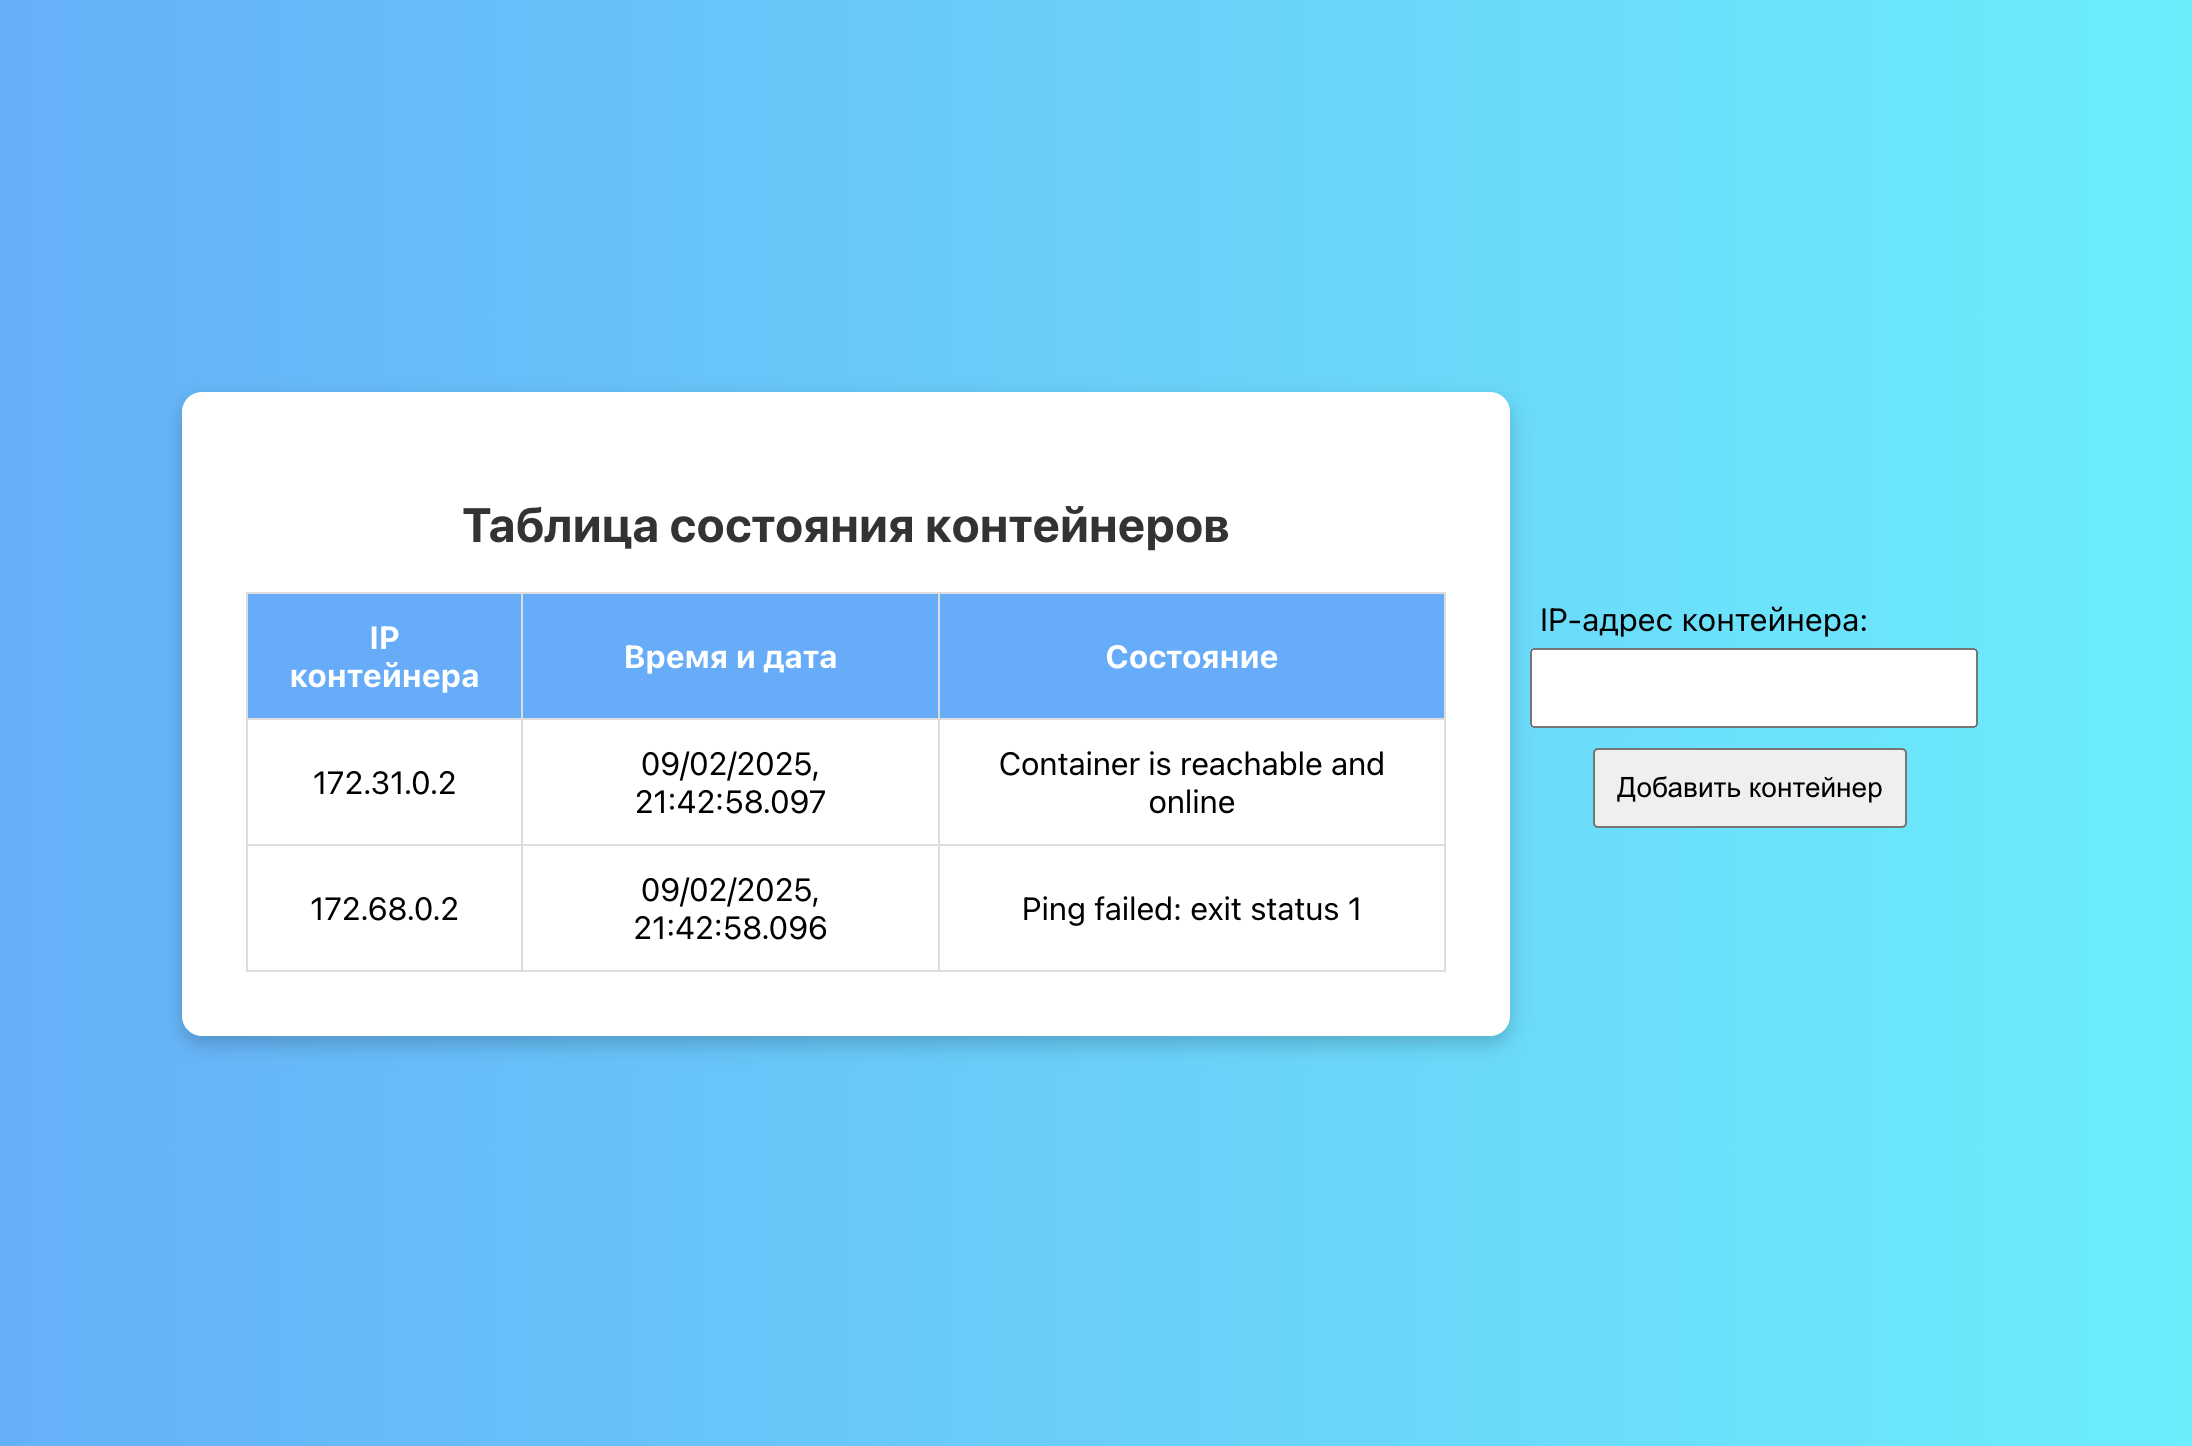 Таблица состояния контейнеров
IP
контейнера
Время и дата
Состояние
172.31.0.2
09/02/2025,
21:42:58.097
Container is reachable and
online
172.68.0.2
09/02/2025,
21:42:58.096
Ping failed: exit status 1
IP-адрес контейнера:
Добавить контейнер